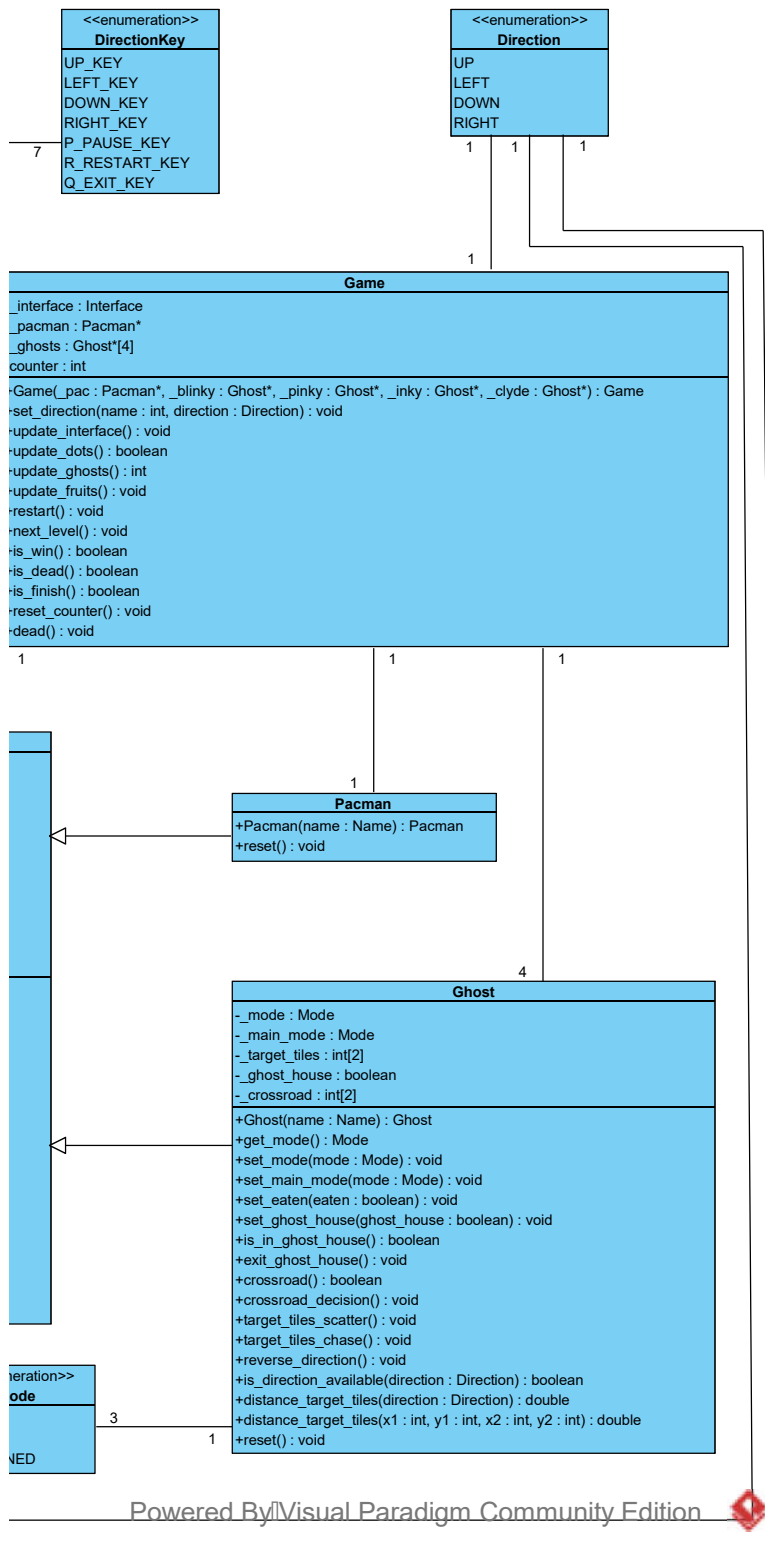 <<enumeration>>
DirectionKey
UP_KEY
LEFT_KEY
DOWN_KEY
RIGHT_KEY
P_PAUSE_KEY
R_RESTART_KEY
Q_EXIT_KEY
7
<<enumeration>>
Direction
UP
LEFT
DOWN
RIGHT
1
1
1
1
Game
_interface : Interface
_pacman : Pacman*
_ghosts : Ghost*[4]
counter : int
+Game(_pac : Pacman*, _blinky : Ghost*, _pinky : Ghost*, _inky : Ghost*, _clyde : Ghost*) : Game
+set_direction(name : int, direction : Direction) : void
+update_interface() : void
+update_dots() : boolean
+update_ghosts() : int
+update_fruits() : void
+restart() : void
+next_level() : void
+is_win() : boolean
+is_dead() : boolean
+is_finish() : boolean
+reset_counter() : void
+dead() : void
1
1
1
1
Pacman
+Pacman(name : Name) : Pacman
+reset() : void
4
Ghost
-_mode : Mode
-_main_mode : Mode
-_target_tiles : int[2]
-_ghost_house : boolean
-_crossroad : int[2]
+Ghost(name : Name) : Ghost
+get_mode() : Mode
+set_mode(mode : Mode) : void
+set_main_mode(mode : Mode) : void
+set_eaten(eaten : boolean) : void
+set_ghost_house(ghost_house : boolean) : void
+is_in_ghost_house() : boolean
+exit_ghost_house() : void
+crossroad() : boolean
+crossroad_decision() : void
+target_tiles_scatter() : void
+target_tiles_chase() : void
+reverse_direction() : void
+is_direction_available(direction : Direction) : boolean
+distance_target_tiles(direction : Direction) : double
+distance_target_tiles(x1 : int, y1 : int, x2 : int, y2 : int) : double
+reset() : void
meration>>
ode
NED
3
1
Powered By Visual Paradigm Community Edition